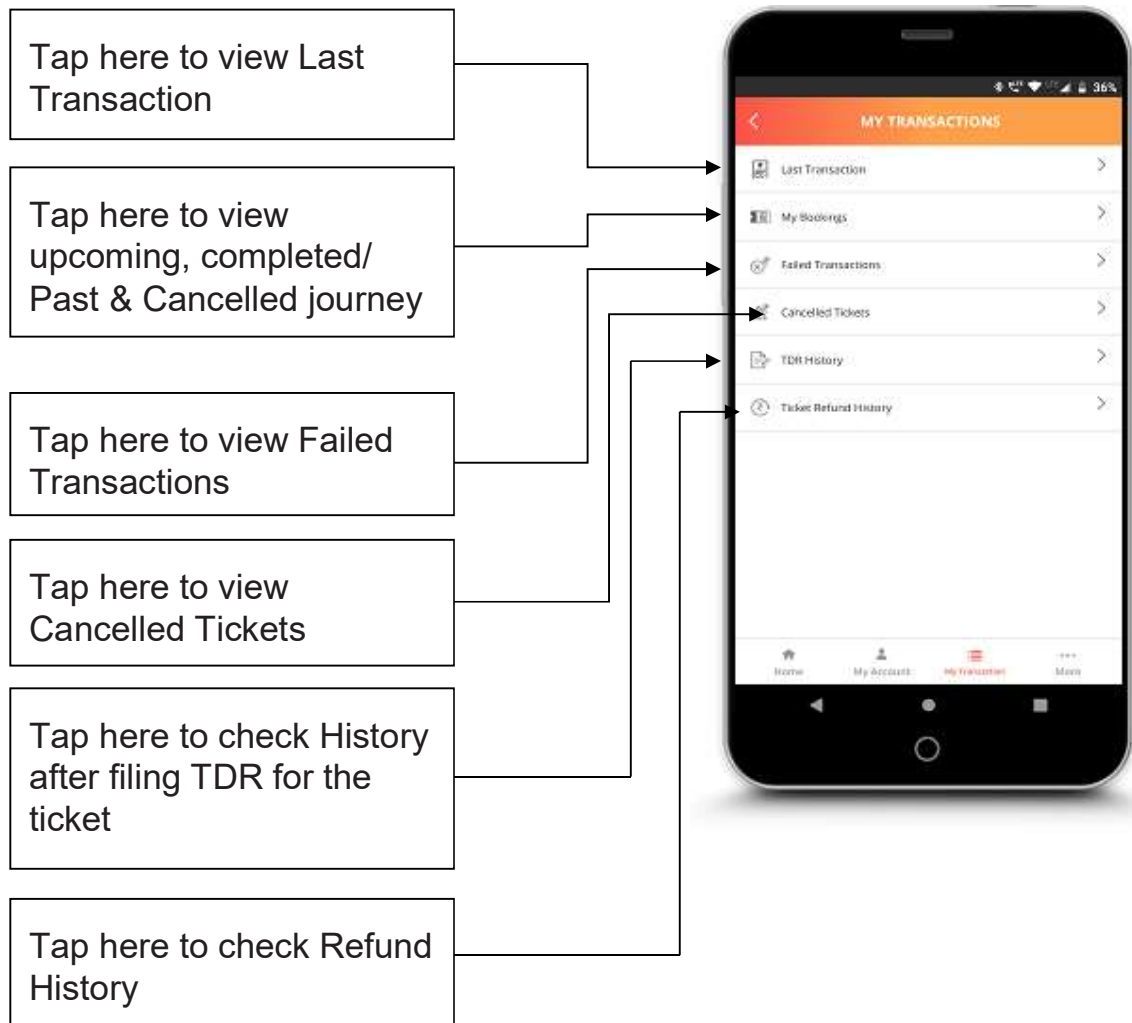 Tap here to view Last
Transaction
Tap here to view
upcoming, completed/
Past & Cancelled journey
Tap here to view Failed
Transactions
Tap here to view
Cancelled Tickets
Tap here to check History
after filing TDR for the
ticket
Tap here to check Refund
History
36%
MY TRANSACTIONS
Last Transaction
My Bookings
Failed Transactions
Cancelled Tickets
TDR History
Ticket Refund History
Home
My Account
My Transaction
More